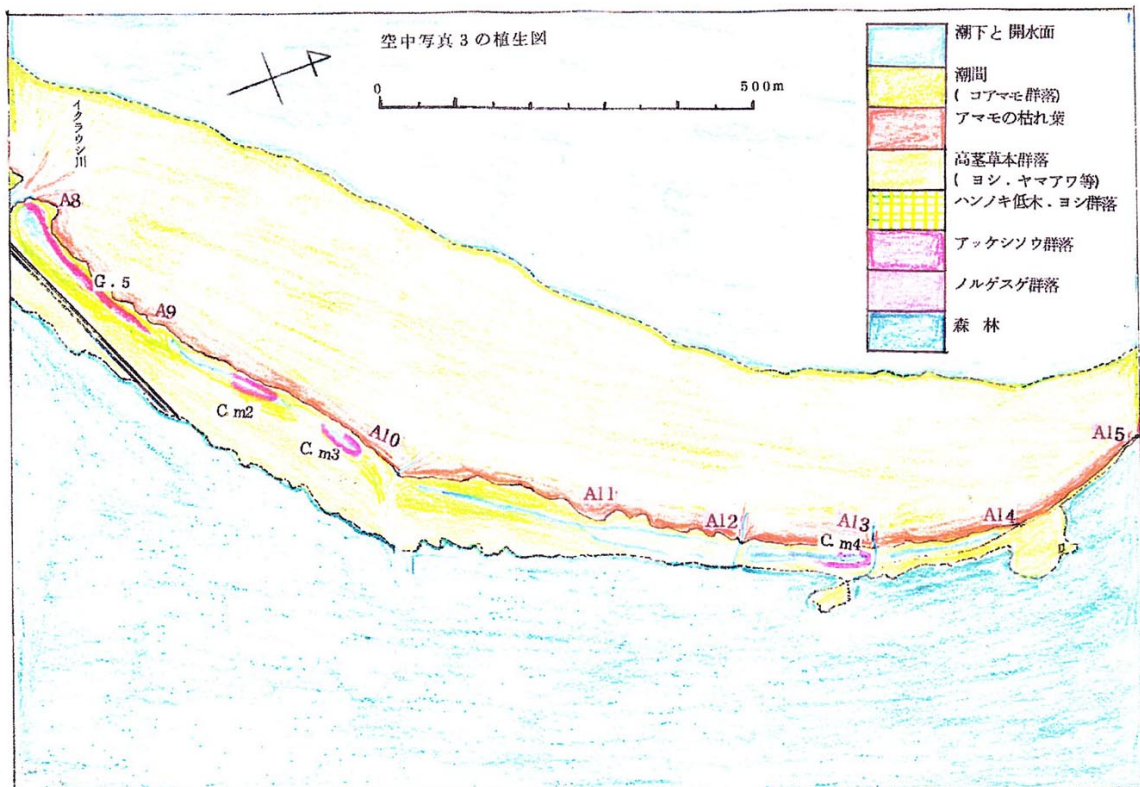 空中写真3の植生図
0
500m
イクラウシ川
潮下と開水面
潮間
(コアマモ群落)
アマモの枯れ葉
高茎草本群落
(ヨシ.ヤマアワ等)
ハンノキ低木.ヨシ群落
アッケシソウ群落
ノルゲスゲ群落
森林
A8
G.5
A9
C.m2
C.m3
A10
A11
A12
A13
C.m4
A14
A15